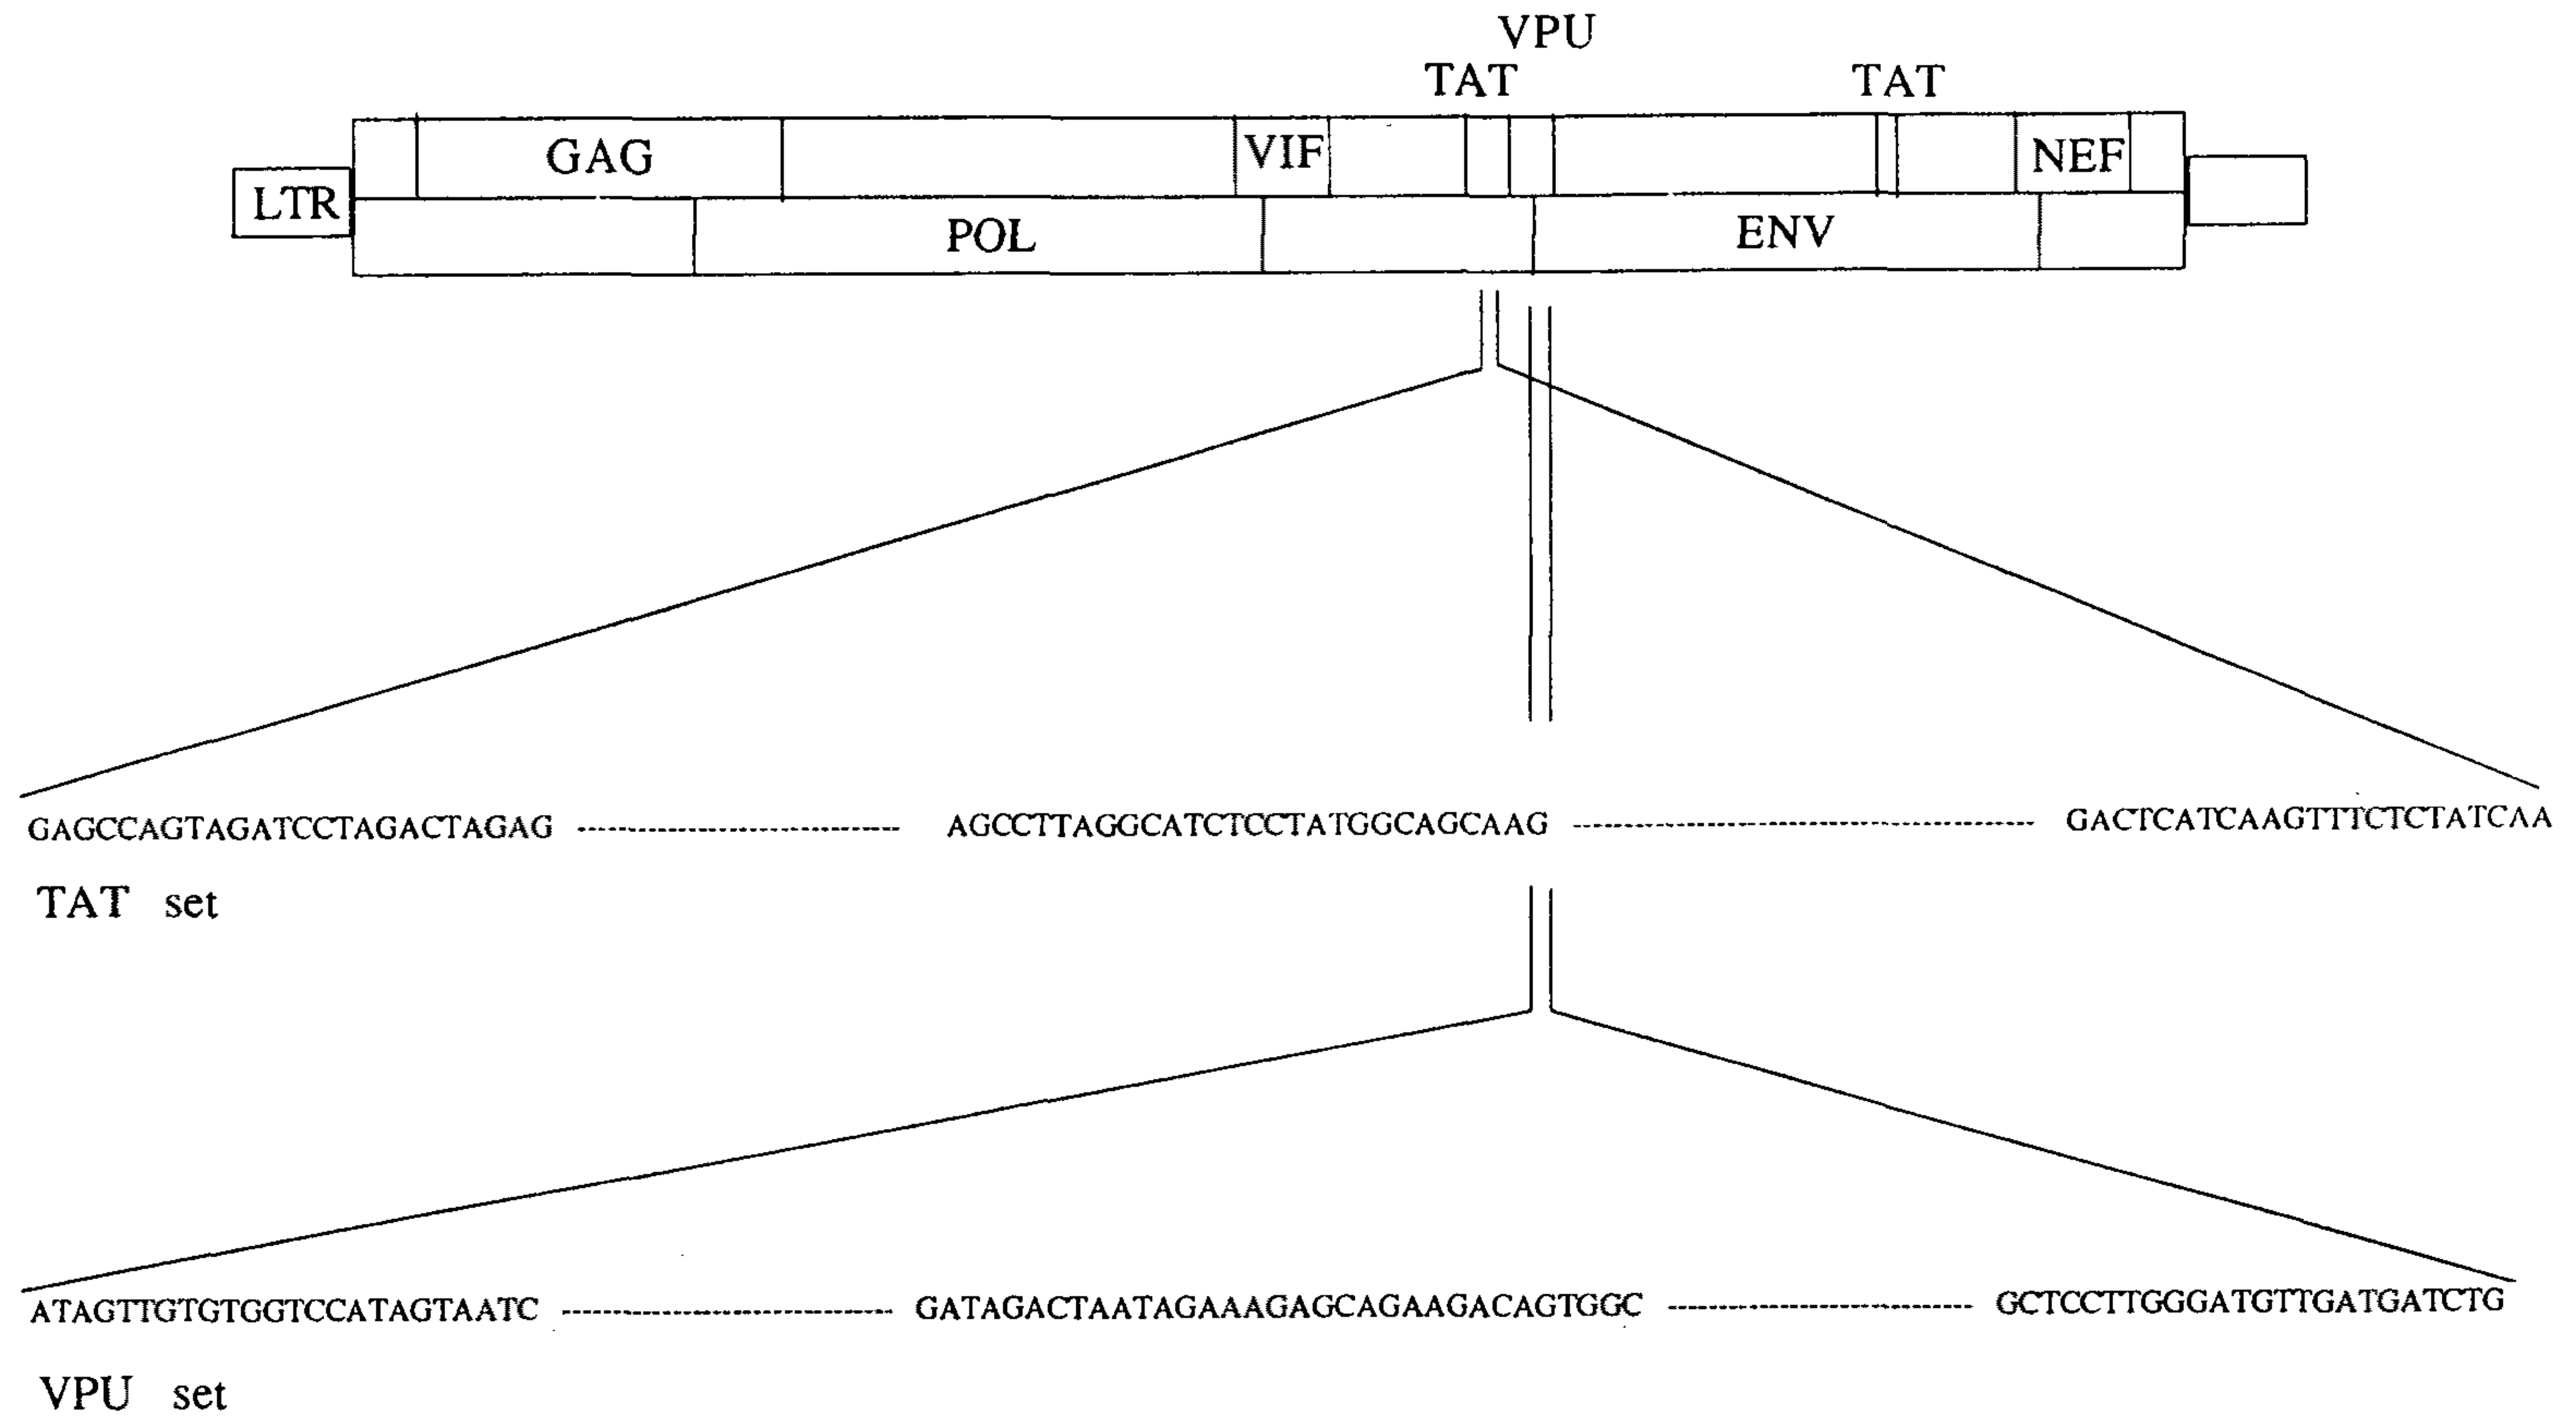 VPU
TAT TAT
GAG VIF NEF
LTR
POL ENV
GAGCCAGTAGATCCTAGACTAGAG ---------- AGCCTTAGGCATCTCCTATGGCAGCAAG ---------- GACTCATCAAGTTTCTCTATCAA
TAT set
ATAGTTGTGTGGTCCATAGTAATC ---------- GATAGACTAATAGAAAGAGCAGAAGACAGTGGC ---------- GCTCCTTGGGATGTTGATGATCTG
VPU set